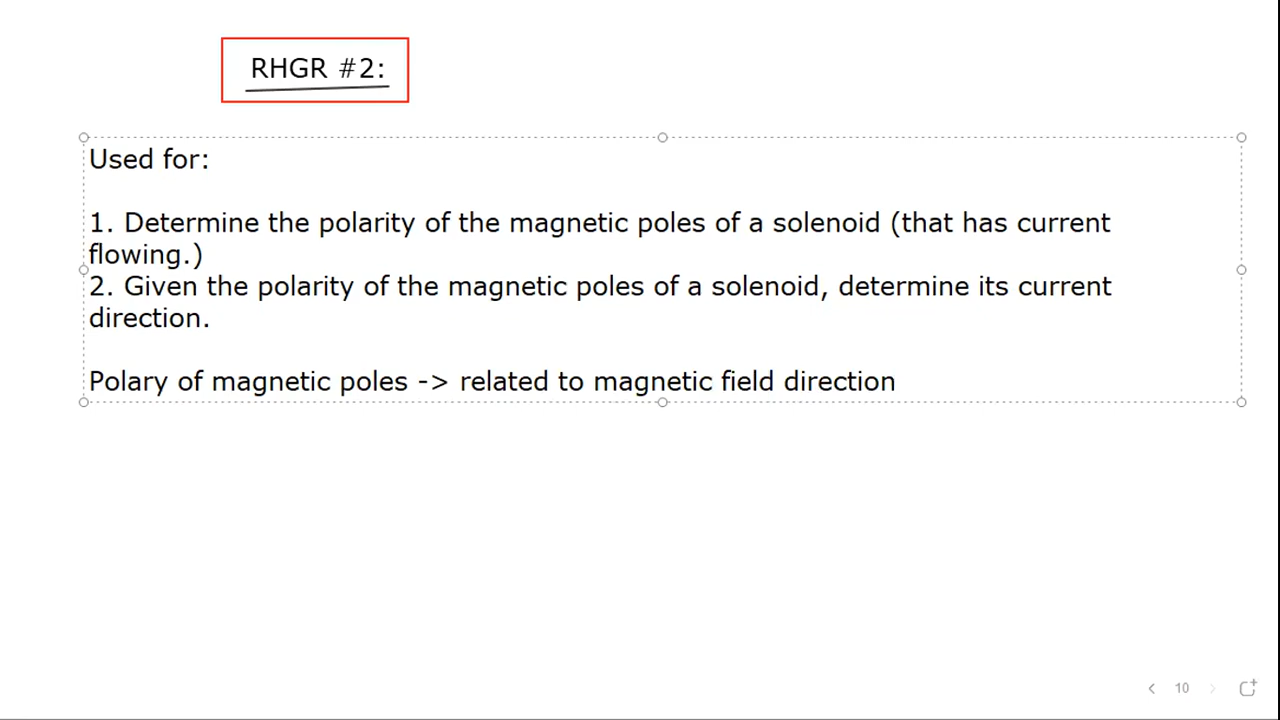 RHGR #2:
Used for:
1. Determine the polarity of the magnetic poles of a solenoid (that has current
flowing.)
2. Given the polarity of the magnetic poles of a solenoid, determine its current
direction.
Polary of magnetic poles -> related to magnetic field direction
10